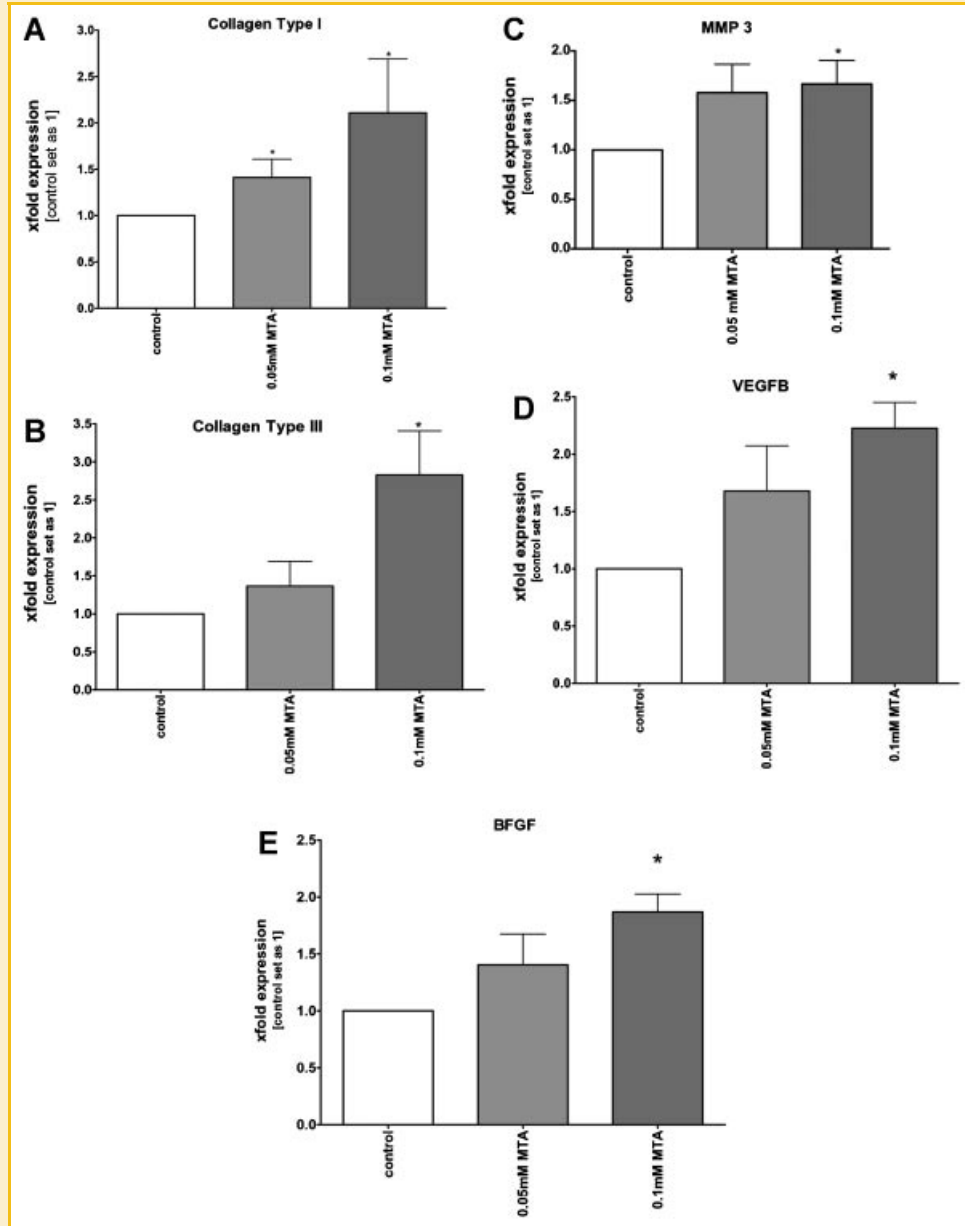 A
Collagen Type I
xfold expression
[control set as 1]
3.0
2.5
2.0
1.5
1.0
0.5
0.0
*
*
control
0.05mM MTA
0.1mM MTA
B
Collagen Type III
xfold expression
[control set as 1]
3.5
3.0
2.5
2.0
1.5
1.0
0.5
0.0
*
control
0.05mM MTA
0.1mM MTA
C
MMP 3
xfold expression
[control set as 1]
2.0
1.5
1.0
0.5
0.0
*
control
0.05 mM MTA
0.1mM MTA
D
VEGFB
xfold expression
[control set as 1]
2.5
2.0
1.5
1.0
0.5
0.0
*
control
0.05mM MTA
0.1mM MTA
E
BFGF
xfold expression
[control set as 1]
2.5
2.0
1.5
1.0
0.5
0.0
*
control
0.05mM MTA
0.1mM MTA